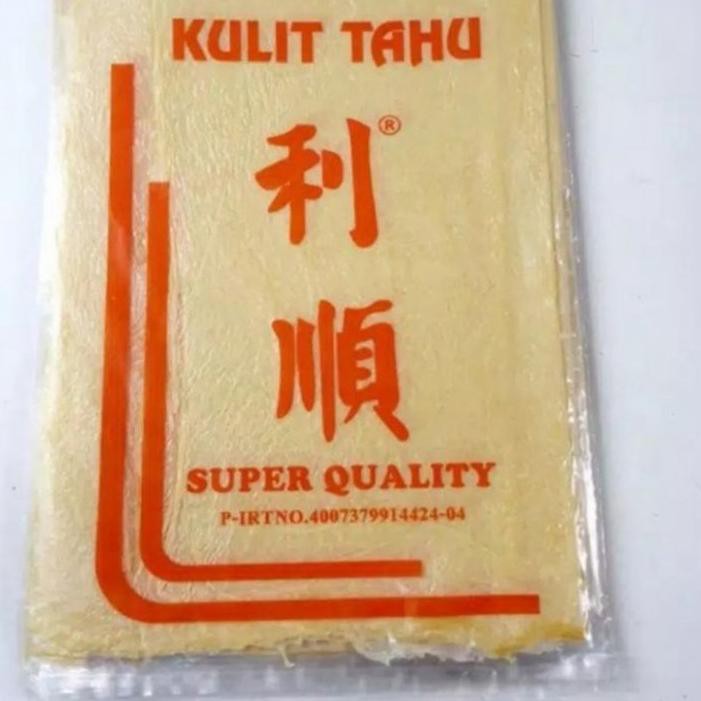 KULIT TAHU
利®
順
SUPER QUALITY
P-IRTNO.4007379914424-04